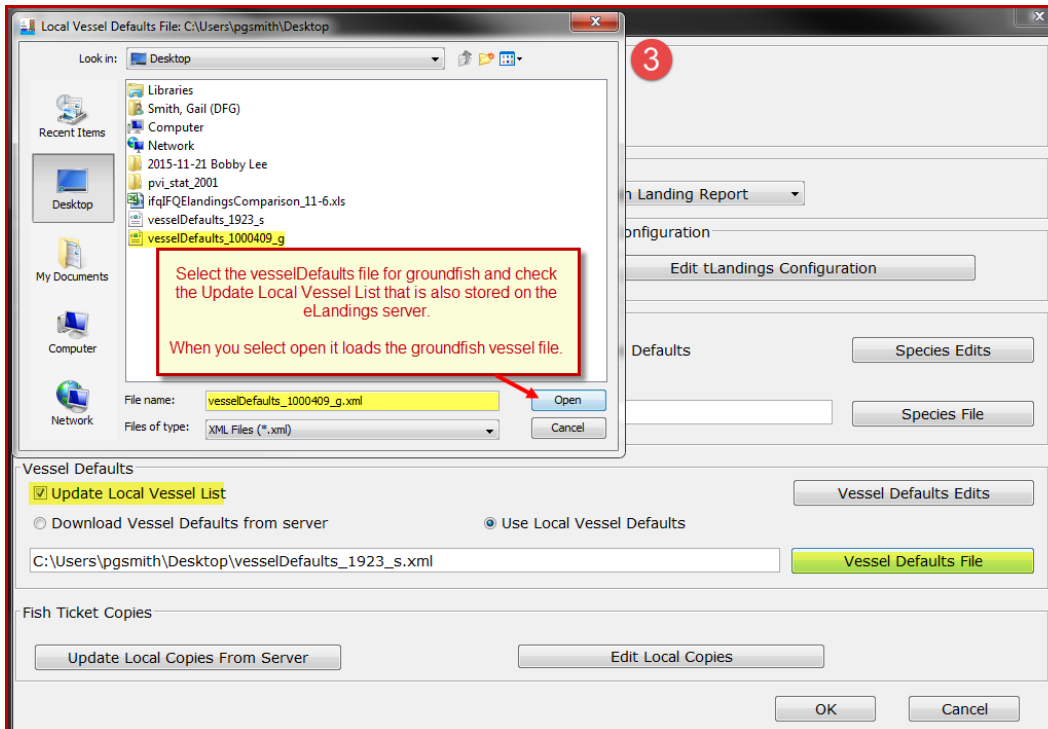 Local Vessel Defaults File: C:\Users\pgsmith\Desktop
Look in:
Desktop
3
Recent Items
Desktop
My Documents
Computer
Network
Libraries
Smith, Gail (DFG)
Computer
Network
2015-11-21 Bobby Lee
pvi_stat_2001
ifqIFQElandingsComparison_11-6.xls
vesselDefaults_1923_s
vesselDefaults_1000409_g
Select the vesselDefaults file for groundfish and check
the Update Local Vessel List that is also stored on the
eLandings server.
When you select open it loads the groundfish vessel file.
File name:
vesselDefaults_1000409_g.xml
Open
Files of type:
XML Files (*.xml)
Cancel
n Landing Report
onfiguration
Edit tLandings Configuration
Defaults
Species Edits
Species File
Vessel Defaults
Update Local Vessel List
Vessel Defaults Edits
Download Vessel Defaults from server
Use Local Vessel Defaults
C:\Users\pgsmith\Desktop\vesselDefaults_1923_s.xml
Vessel Defaults File
Fish Ticket Copies
Update Local Copies From Server
Edit Local Copies
OK
Cancel